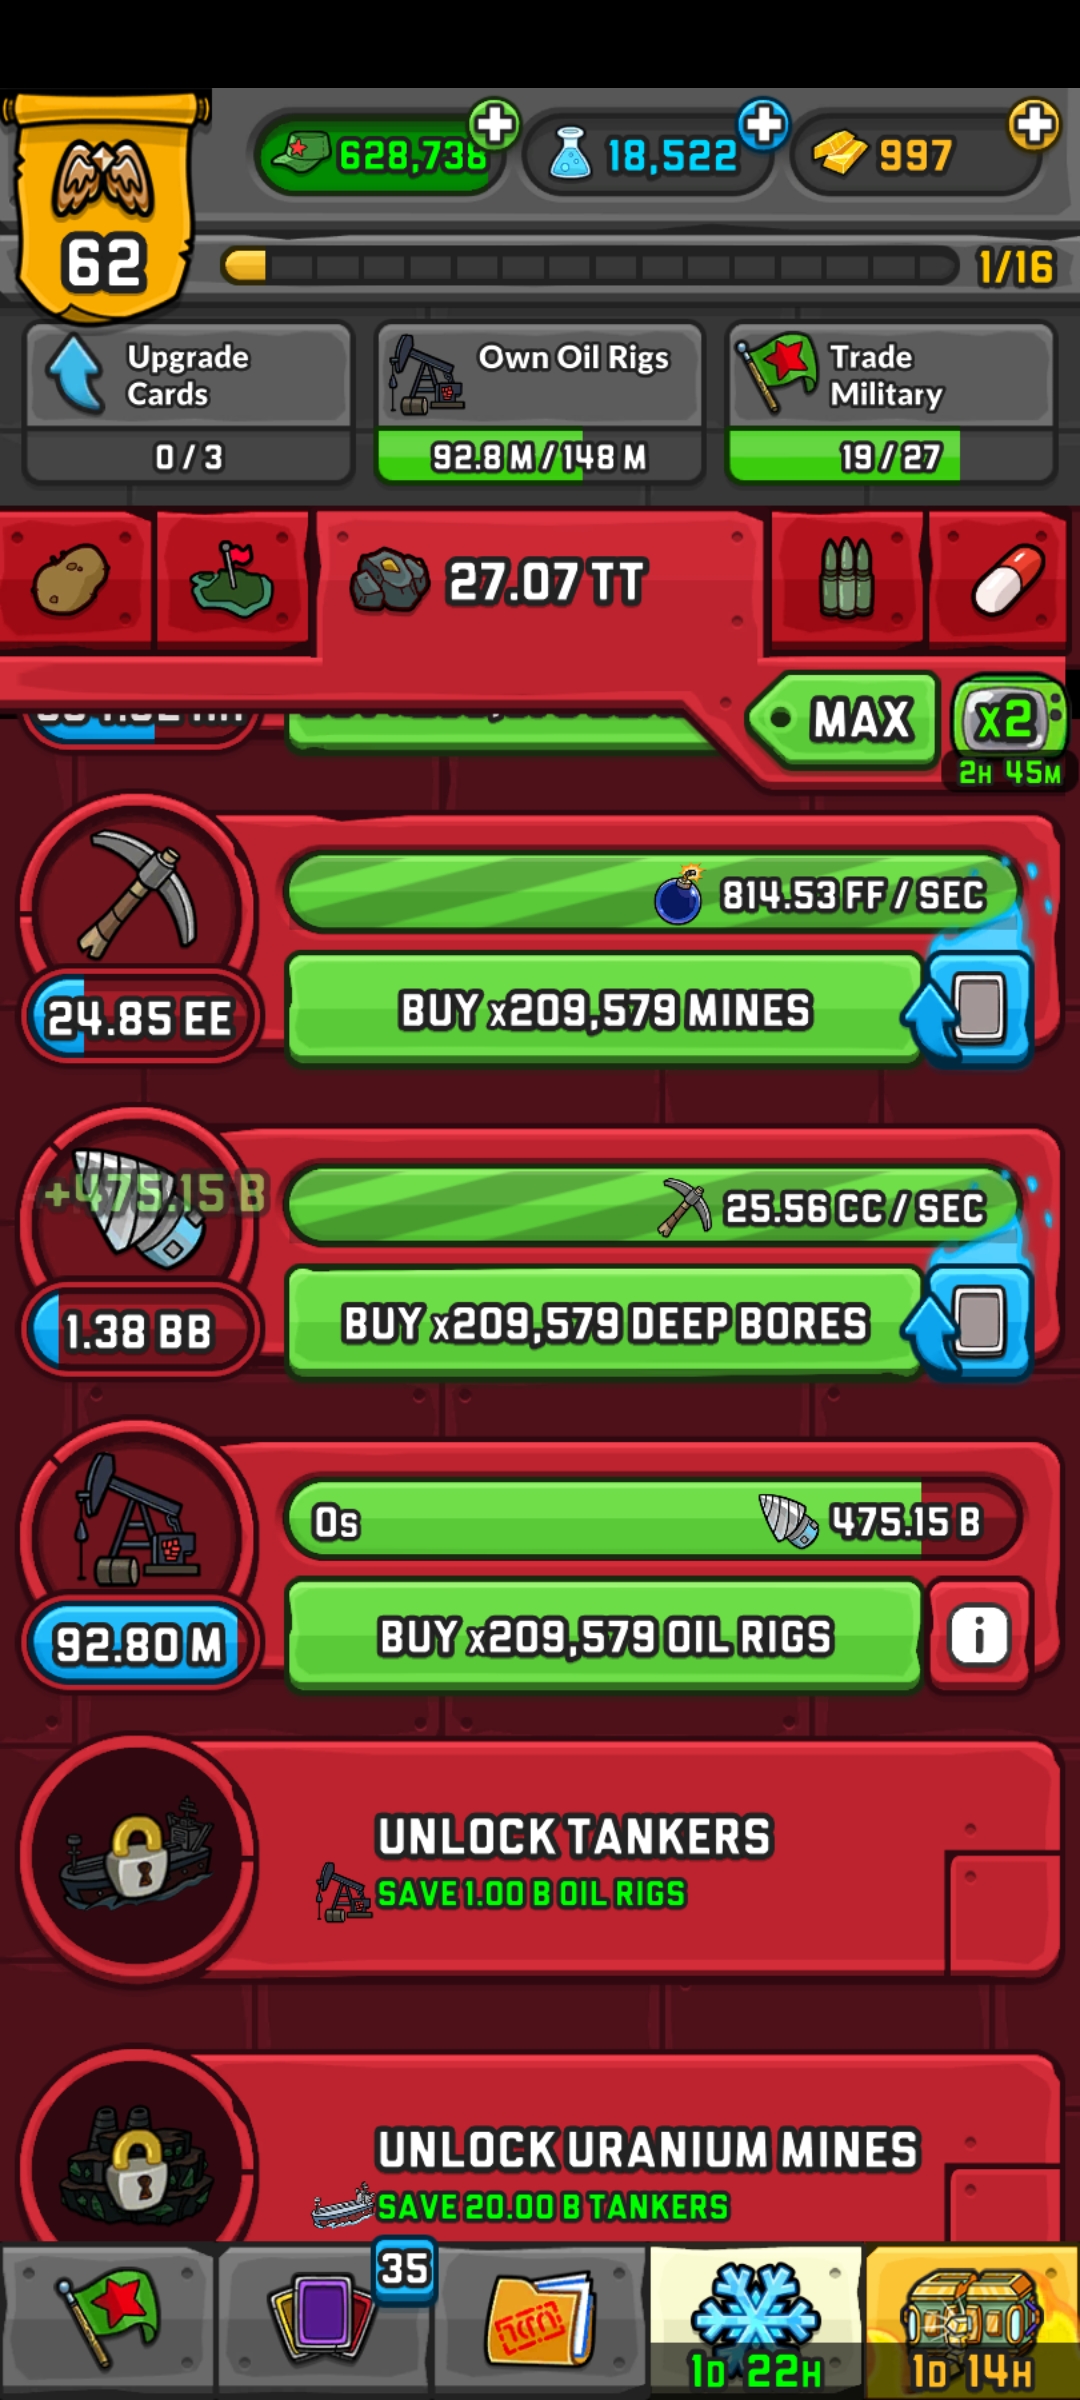 628,738
18,522
997
62
1/16
Upgrade
Cards
Own Oil Rigs
Trade
Military
0 / 3
92.8 M / 148 M
19 / 27
27.07 TT
MAX
x2
2H 45M
814.53 FF / SEC
24.85 EE
BUY x209,579 MINES
+475.15 B
25.56 CC / SEC
1.38 BB
BUY x209,579 DEEP BORES
0s
475.15 B
92.80 M
BUY x209,579 OIL RIGS
i
UNLOCK TANKERS
SAVE 1.00 B OIL RIGS
UNLOCK URANIUM MINES
SAVE 20.00 B TANKERS
35
1D 22H
1D 14H